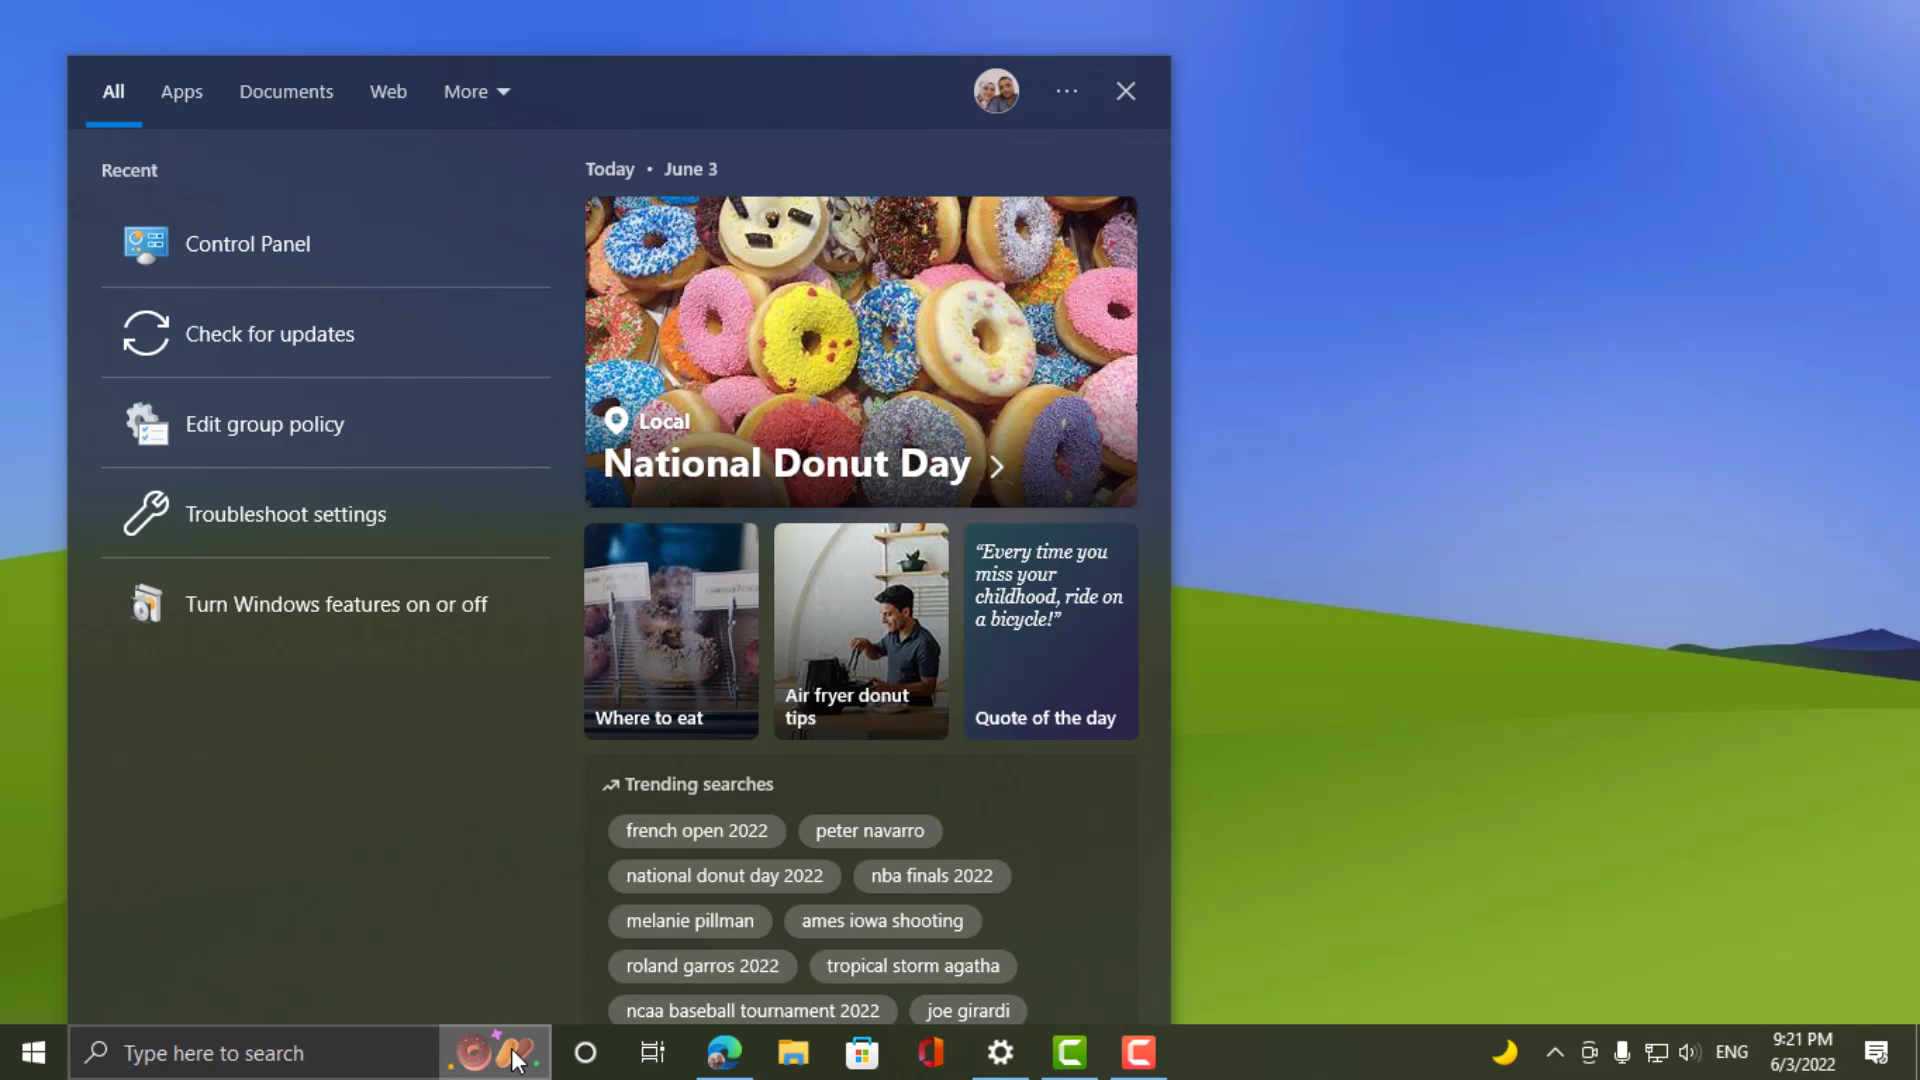 All Apps Documents Web More
Recent
Control Panel
Check for updates
Edit group policy
Troubleshoot settings
Turn Windows features on or off
Today • June 3
Local
National Donut Day
Where to eat
Air fryer donut
tips
“Every time you
miss your
childhood, ride on
a bicycle!”
Quote of the day
Trending searches
french open 2022 peter navarro
national donut day 2022 nba finals 2022
melanie pillman ames iowa shooting
roland garros 2022 tropical storm agatha
ncaa baseball tournament 2022 joe girardi
Type here to search
ENG
9:21 PM
6/3/2022